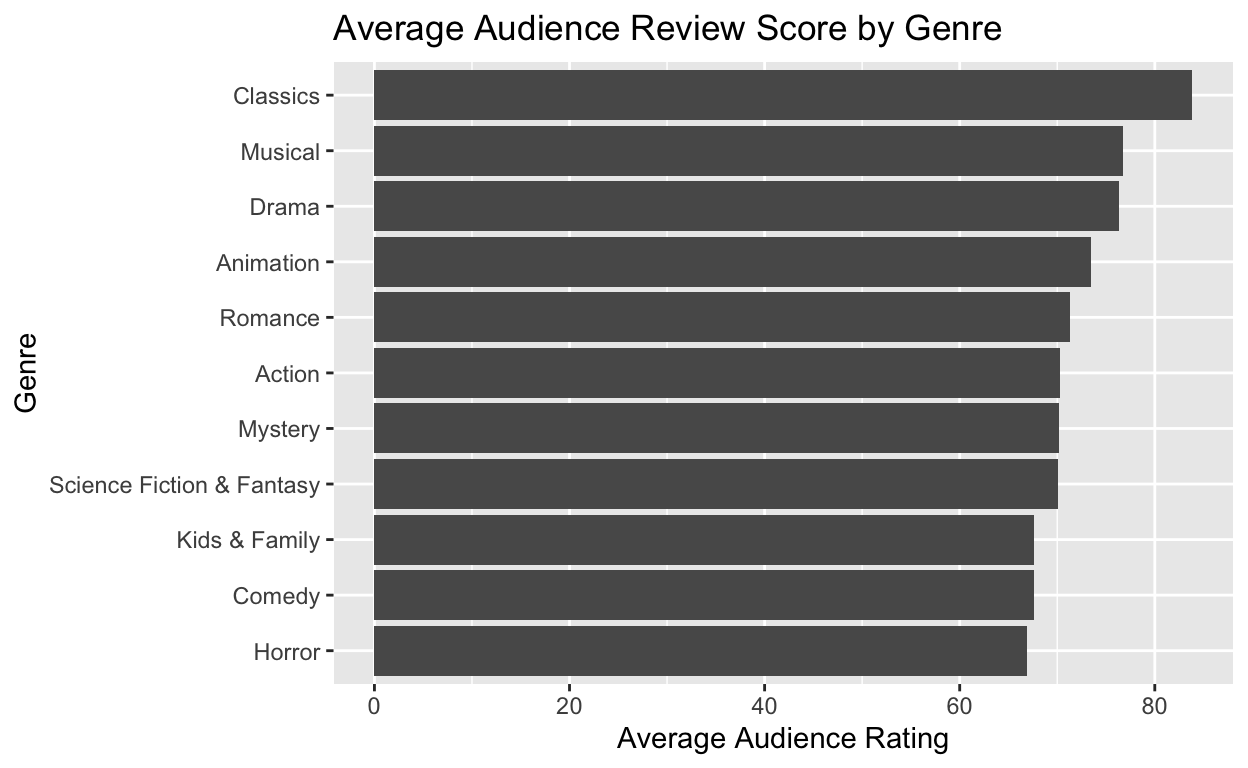 Average Audience Review Score by Genre
Classics
Musical
Drama
Animation
Romance
Action
Mystery
Science Fiction & Fantasy
Kids & Family
Comedy
Horror
Genre
0 20 40 60 80
Average Audience Rating